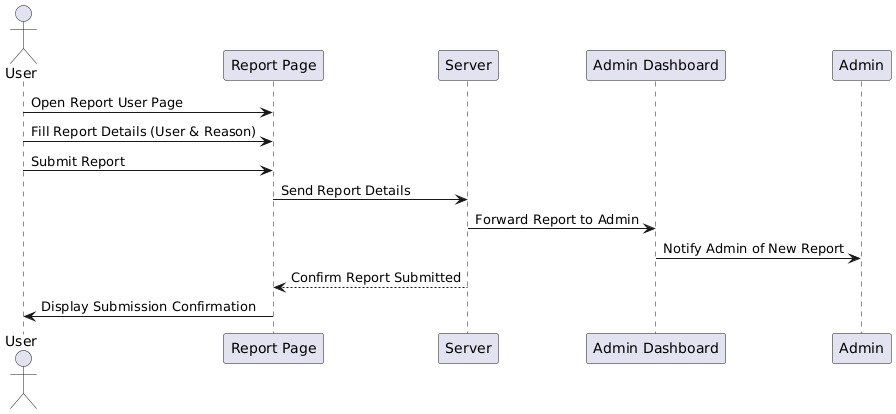 User
Report Page
Server
Admin Dashboard
Admin
Open Report User Page
Fill Report Details (User & Reason)
Submit Report
Send Report Details
Forward Report to Admin
Notify Admin of New Report
Confirm Report Submitted
Display Submission Confirmation
User
Report Page
Server
Admin Dashboard
Admin